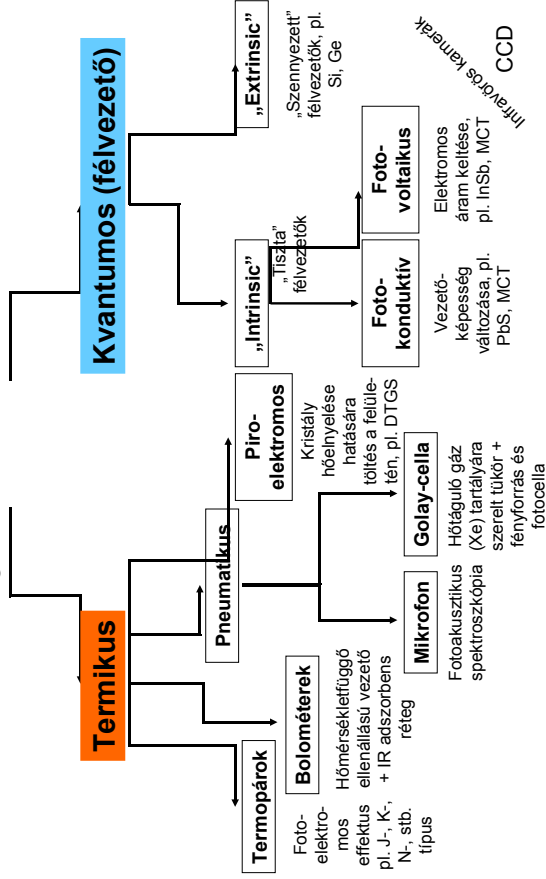 Termikus
Kvantumos (félvezető)
Termopárok
Foto-
elektro-
mos
effektus
pl. J-, K-,
N-, stb.
típus
Bolométerek
Hőmérsékletfüggő
ellenállású vezető
+ IR adszorbens
réteg
Pneumatikus
Mikrofon
Fotoakusztikus
spektroszkópia
Golay-cella
Hőtáguló gáz
(Xe) tartályára
szerelt tükör +
fényforrás és
fotocella
Piro-
elektromos
Kristály
hőelnyelése
hatására
töltés a felüle-
tén, pl. DTGS
„Intrinsic”
„Tiszta”
félvezetők
Foto-
konduktív
Vezető-
képesség
változása, pl.
PbS, MCT
Foto-
voltaikus
Elektromos
áram keltése,
pl. InSb, MCT
„Extrinsic”
„Szennyezett”
félvezetők, pl.
Si, Ge
Infravörös kamerák
CCD